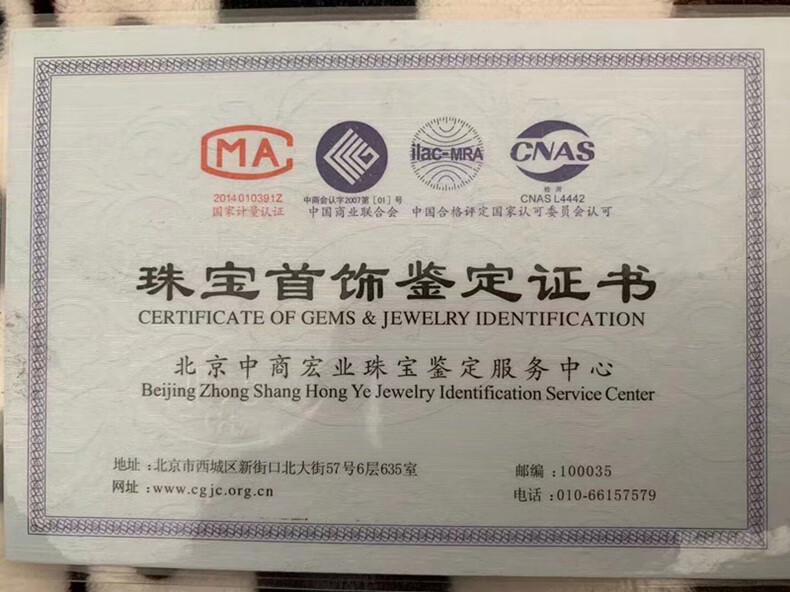 CMA
ilac-MRA
CNAS
2014010391Z
中商会认字2007第[01]号
检测
CNAS L4442
国家计量认证
中国商业联合会
中国合格评定国家认可委员会认可
珠宝首饰鉴定证书
CERTIFICATE OF GEMS & JEWELRY IDENTIFICATION
北京中商宏业珠宝鉴定服务中心
Beijing Zhong Shang Hong Ye Jewelry Identification Service Center
地址:北京市西城区新街口北大街57号6层635室
邮编:100035
网址:www.cgjc.org.cn
电话:010-66157579